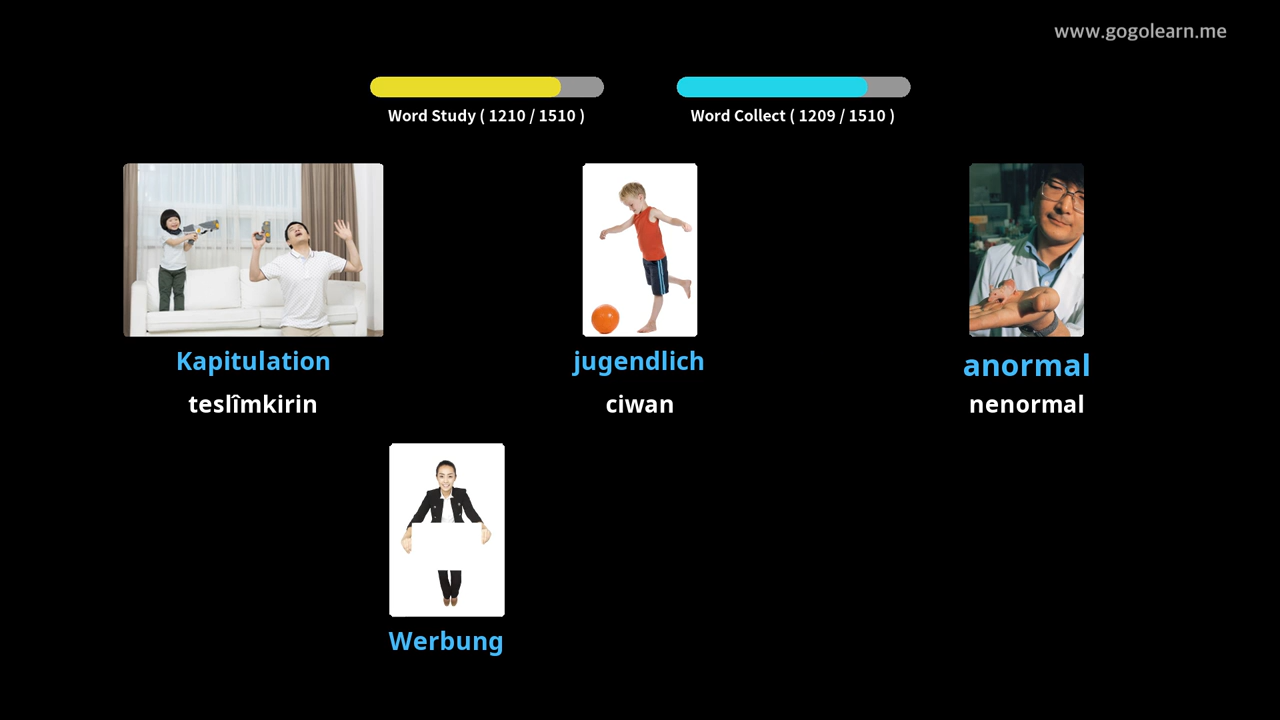 www.gogolearn.me
Word Study ( 1210 / 1510 )
Word Collect ( 1209 / 1510 )
Kapitulation
teslîmkirin
jugendlich
ciwan
anormal
nenormal
Werbung